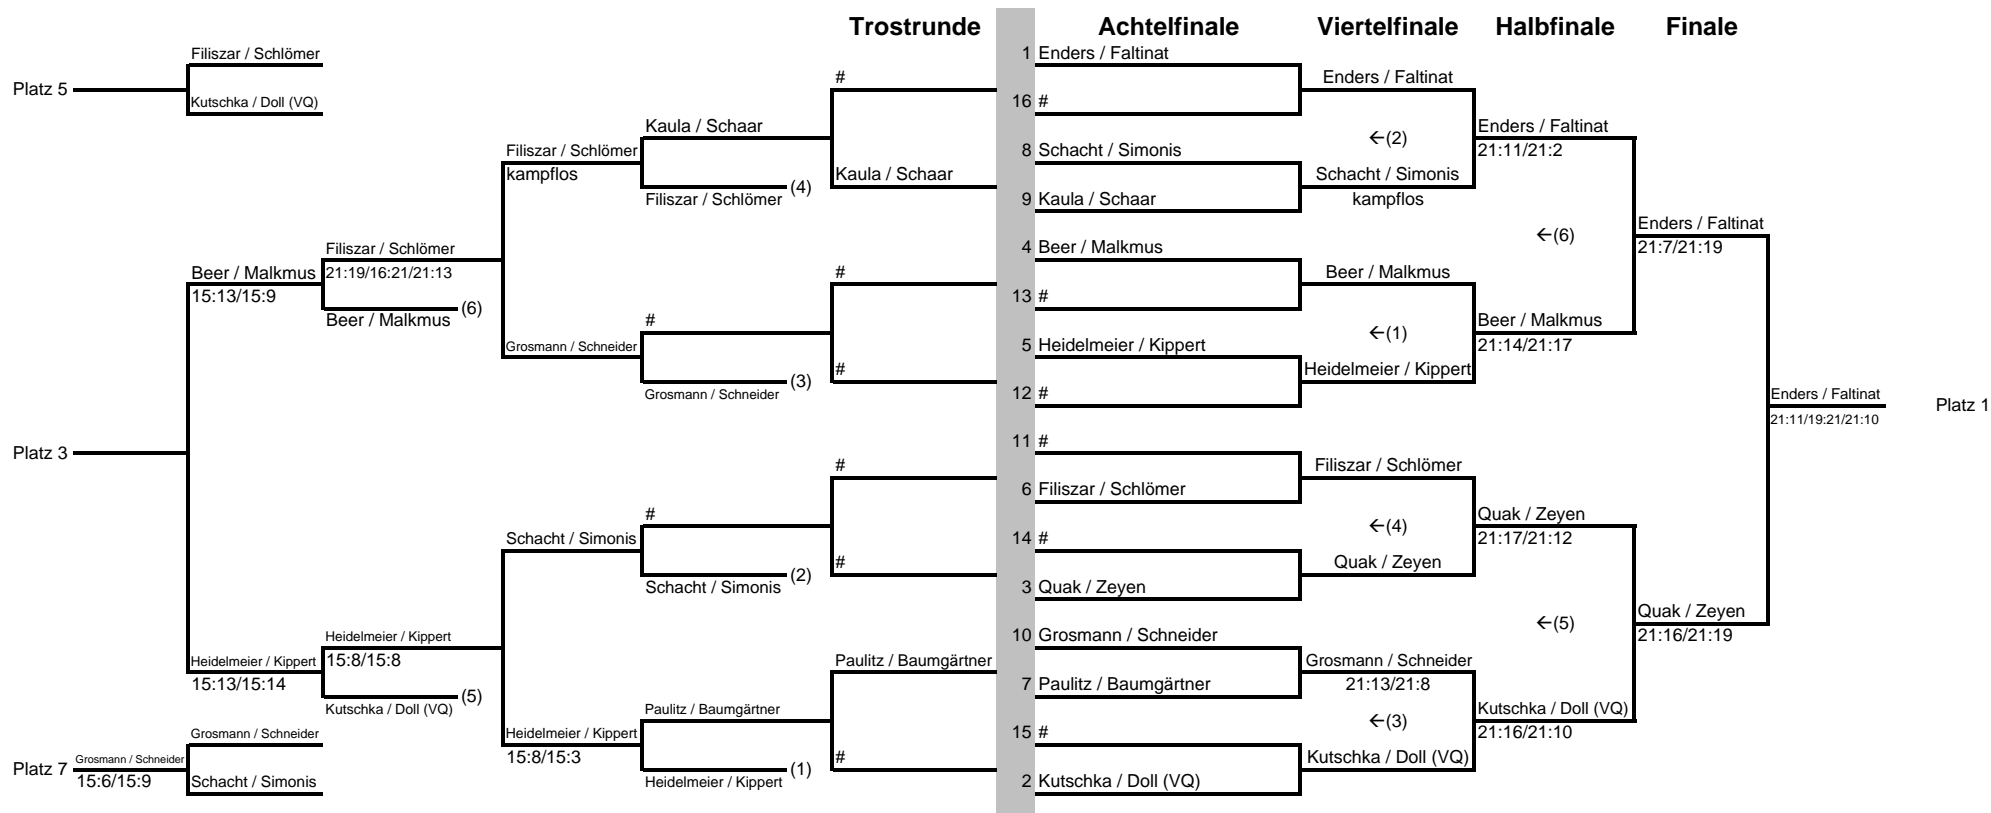 Trostrunde Achtelfinale Viertelfinale Halbfinale Finale
Filiszar / Schlömer 1 Enders / Faltinat
# Enders / Faltinat
Platz 5
Kutschka / Doll (VQ) 16 #
Kaula / Schaar Enders / Faltinat
←(2)
Filiszar / Schlömer 8 Schacht / Simonis 21:11/21:2
kampflos Kaula / Schaar Schacht / Simonis
(4)
Filiszar / Schlömer 9 Kaula / Schaar kampflos
Enders / Faltinat
←(6)
Filiszar / Schlömer 4 Beer / Malkmus 21:7/21:19
Beer / Malkmus 21:19/16:21/21:13 # Beer / Malkmus
15:13/15:9 13 #
(6)
Beer / Malkmus # Beer / Malkmus
←(1)
Grosmann / Schneider 5 Heidelmeier / Kippert 21:14/21:17
# Heidelmeier / Kippert
(3)
Grosmann / Schneider 12 # Enders / Faltinat
Platz 1
21:11/19:21/21:10
11 #
Platz 3
# Filiszar / Schlömer
6 Filiszar / Schlömer
# Quak / Zeyen
←(4)
Schacht / Simonis 14 # 21:17/21:12
# Quak / Zeyen
(2)
Schacht / Simonis 3 Quak / Zeyen
Quak / Zeyen
←(5)
Heidelmeier / Kippert 10 Grosmann / Schneider 21:16/21:19
Heidelmeier / Kippert 15:8/15:8 Paulitz / Baumgärtner Grosmann / Schneider
15:13/15:14 7 Paulitz / Baumgärtner 21:13/21:8
(5)
Kutschka / Doll (VQ) Paulitz / Baumgärtner Kutschka / Doll (VQ)
←(3)
Grosmann / Schneider Heidelmeier / Kippert 15 # 21:16/21:10
Grosmann / Schneider 15:8/15:3 # Kutschka / Doll (VQ)
Platz 7 (1)
15:6/15:9 Schacht / Simonis Heidelmeier / Kippert 2 Kutschka / Doll (VQ)